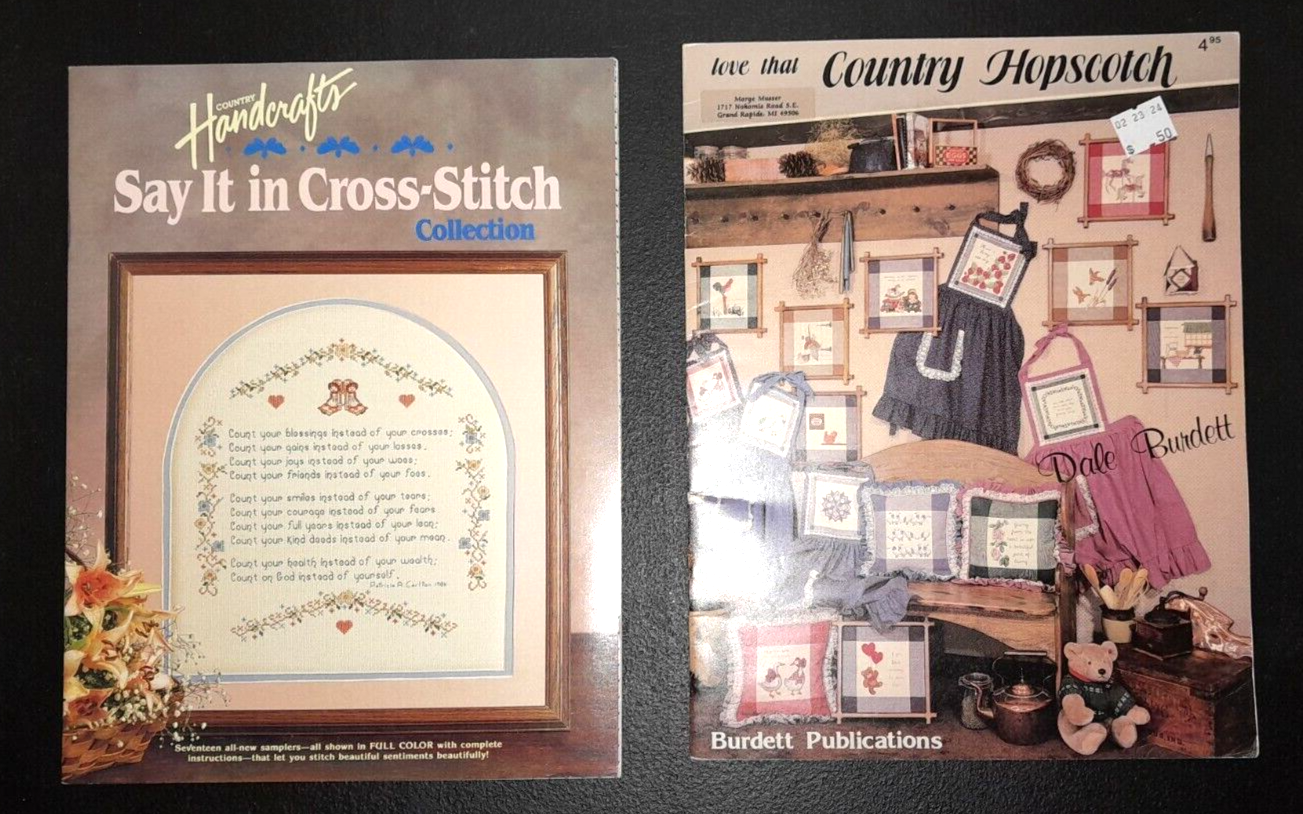 COUNTRY
Handcrafts
Say It in Cross-Stitch
Collection
Count your blessings instead of your crosses;
Count your gains instead of your losses.
Count your joys instead of your woes;
Count your friends instead of your foes.
Count your smiles instead of your tears;
Count your courage instead of your fears.
Count your full years instead of your lean;
Count your kind deeds instead of your mean.
Count your health instead of your wealth;
Count on God instead of yourself.
Seventeen all-new samplers—all shown in FULL COLOR with complete
instructions—that let you stitch beautiful sentiments beautifully!
love that Country Hopscotch
4 95
Marge Musser
1717 Nokomis Road S.E.
Grand Rapids, MI 49506
02 23 24
$ .50
EGGS
Dale Burdett
Burdett Publications